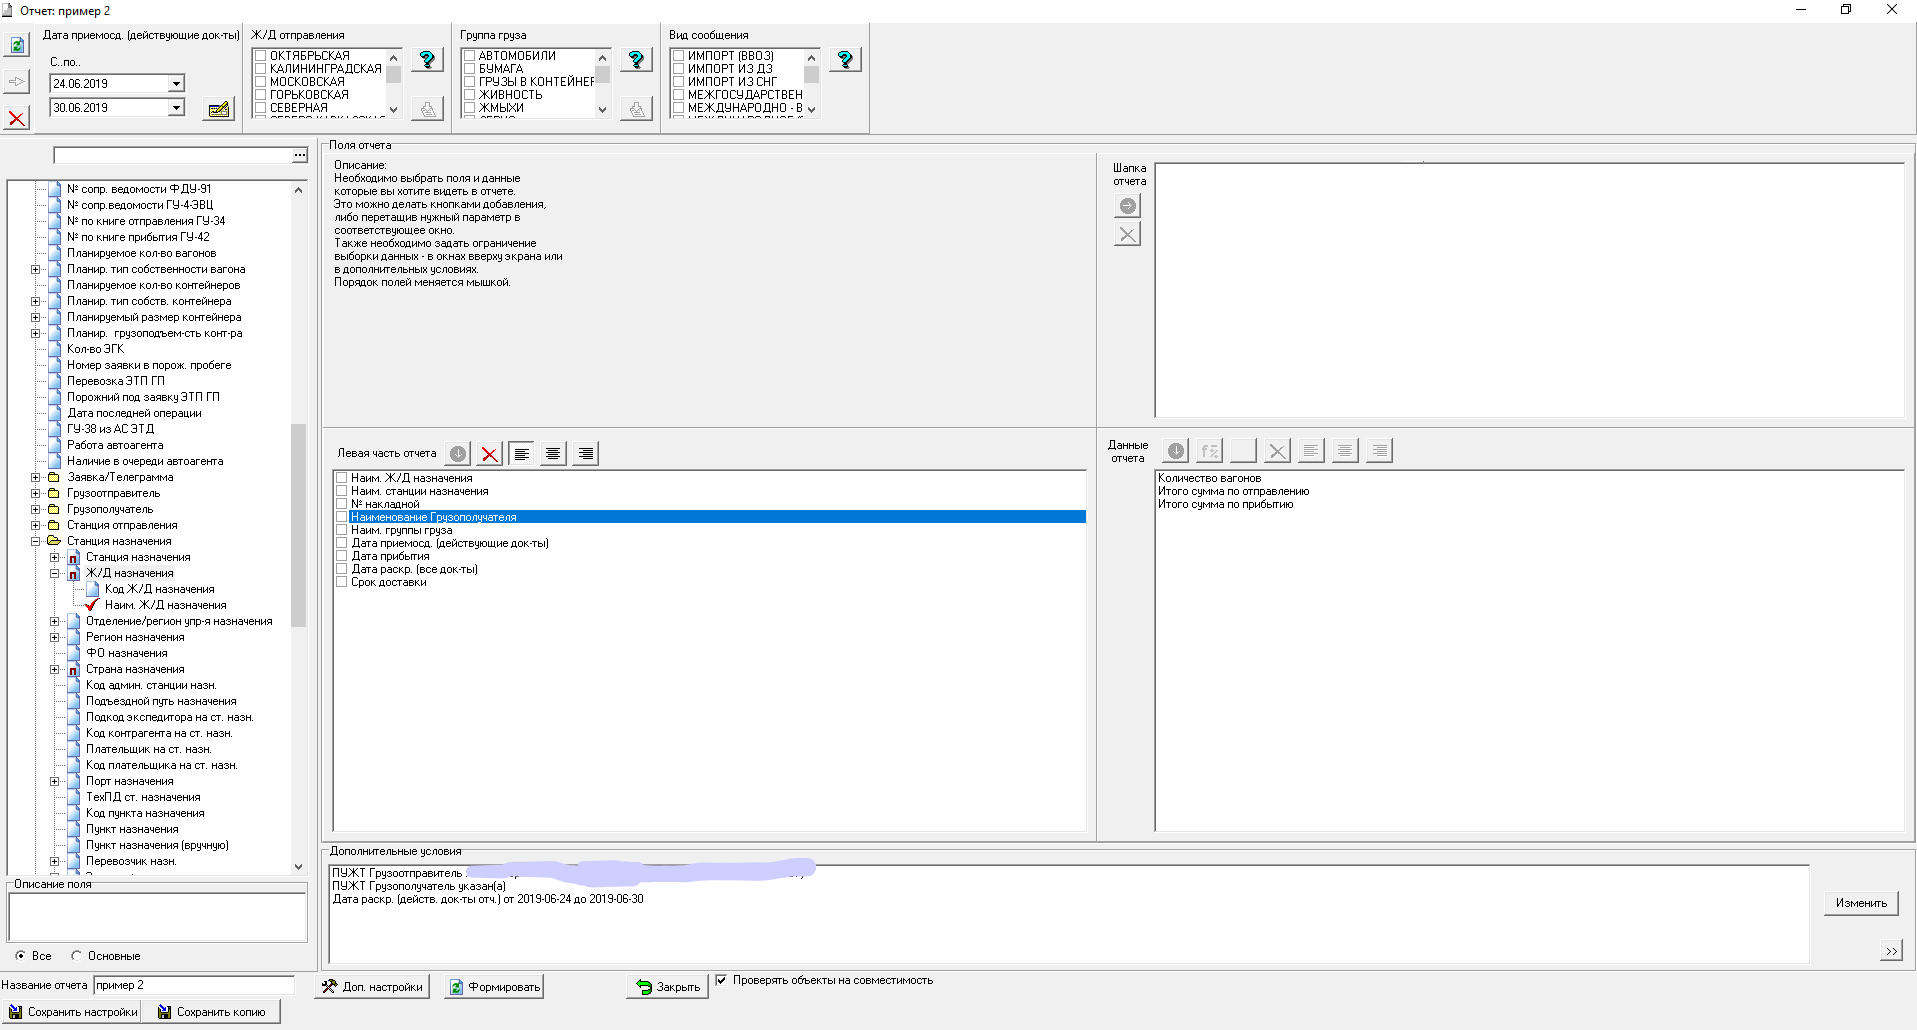 Отчет: пример 2
Дата приемосд. (действующие док-ты)
С..по..
24.06.2019
30.06.2019
Ж/Д отправления
ОКТЯБРЬСКАЯ
КАЛИНИНГРАДСКАЯ
МОСКОВСКАЯ
ГОРЬКОВСКАЯ
СЕВЕРНАЯ
Группа груза
АВТОМОБИЛИ
БУМАГА
ГРУЗЫ В КОНТЕЙНЕР
ЖИВНОСТЬ
ЖМЫХИ
Вид сообщения
ИМПОРТ (ВВОЗ)
ИМПОРТ ИЗ ДЗ
ИМПОРТ ИЗ СНГ
МЕЖГОСУДАРСТВЕН
МЕЖДУНАРОДНО - В
...
№ сопр. ведомости ФДУ-91
№ сопр.ведомости ГУ-4-ЭВЦ
№ по книге отправления ГУ-34
№ по книге прибытия ГУ-42
Планируемое кол-во вагонов
Планир. тип собственности вагона
Планируемое кол-во контейнеров
Планир. тип собств. контейнера
Планируемый размер контейнера
Планир. грузоподъем-сть конт-ра
Кол-во ЭГК
Номер заявки в порож. пробеге
Перевозка ЭТП ГП
Порожний под заявку ЭТП ГП
Дата последней операции
ГУ-38 из АС ЭТД
Работа автоагента
Наличие в очереди автоагента
Заявка/Телеграмма
Грузоотправитель
Грузополучатель
Станция отправления
Станция назначения
Станция назначения
Ж/Д назначения
Код Ж/Д назначения
Наим. Ж/Д назначения
Отделение/регион упр-я назначения
Регион назначения
ФО назначения
Страна назначения
Код админ. станции назн.
Подъездной путь назначения
Подкод экспедитора на ст. назн.
Код контрагента на ст. назн.
Плательщик на ст. назн.
Код плательщика на ст. назн.
Порт назначения
ТехПД ст. назначения
Код пункта назначения
Пункт назначения
Пункт назначения (вручную)
Перевозчик назн.
Описание поля
Все
Основные
Название отчета
пример 2
Сохранить настройки
Сохранить копию
Поля отчета
Описание:
Необходимо выбрать поля и данные
которые вы хотите видеть в отчете.
Это можно делать кнопками добавления,
либо перетащив нужный параметр в
соответствующее окно.
Также необходимо задать ограничение
выборки данных - в окнах вверху экрана или
в дополнительных условиях.
Порядок полей меняется мышкой.
Шапка
отчета
Левая часть отчета
Наим. Ж/Д назначения
Наим. станции назначения
№ накладной
Наименование Грузополучателя
Наим. группы груза
Дата приемосд. (действующие док-ты)
Дата прибытия
Дата раскр. (все док-ты)
Срок доставки
Данные
отчета
f%
Количество вагонов
Итого сумма по отправлению
Итого сумма по прибытию
Дополнительные условия
ПУЖТ Грузоотправитель
ПУЖТ Грузополучатель указан(а)
Дата раскр. (действ. док-ты отч.) от 2019-06-24 до 2019-06-30
Изменить
>>
Доп. настройки
Формировать
Закрыть
Проверять объекты на совместимость